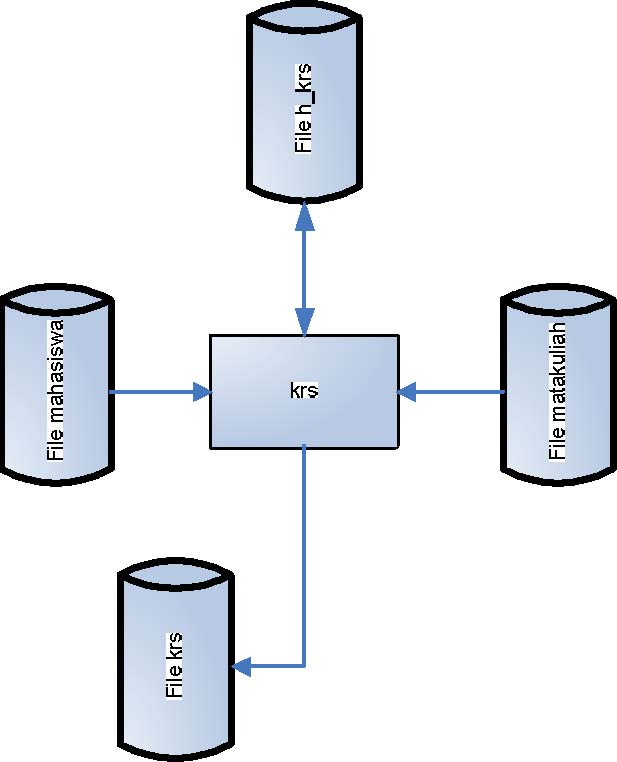 File h_krs
File mahasiswa
krs
File matakuliah
File krs